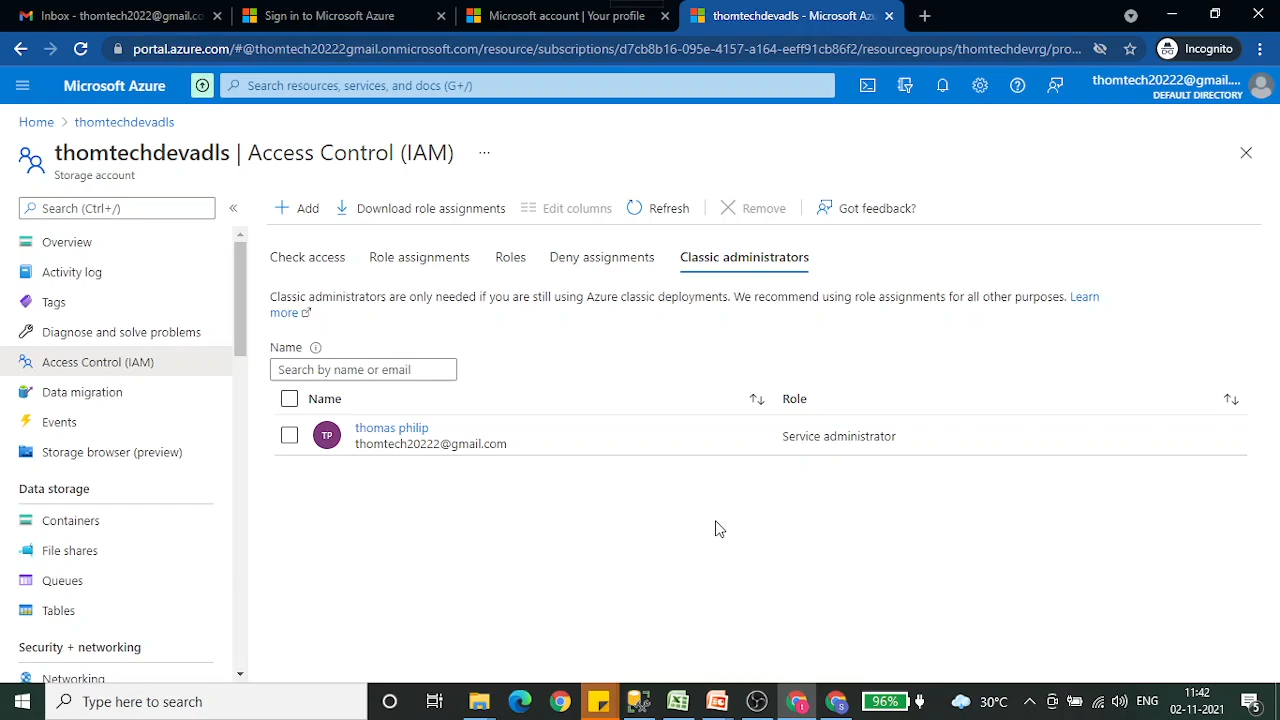 Inbox - thomtech2022@gmail.co
Sign in to Microsoft Azure
Microsoft account | Your profile
thomtechdevadls - Microsoft Az
portal.azure.com/#@thomtech20222gmail.onmicrosoft.com/resource/subscriptions/d7cb8b16-095e-4157-a164-eeff91cb86f2/resourcegroups/thomtechdevrg/pro...
Incognito
Microsoft Azure
Search resources, services, and docs (G+/)
thomtech20222@gmail....
DEFAULT DIRECTORY
Home > thomtechdevadls
thomtechdevadls | Access Control (IAM) ...
Storage account
Search (Ctrl+/)
Add
Download role assignments
Edit columns
Refresh
Remove
Got feedback?
Overview
Activity log
Tags
Diagnose and solve problems
Access Control (IAM)
Data migration
Events
Storage browser (preview)
Data storage
Containers
File shares
Queues
Tables
Security + networking
Networking
Check access
Role assignments
Roles
Deny assignments
Classic administrators
Classic administrators are only needed if you are still using Azure classic deployments. We recommend using role assignments for all other purposes. Learn
more
Name
Search by name or email
Name
Role
TP
thomas philip
thomtech20222@gmail.com
Service administrator
Type here to search
96%
30°C
ENG
11:42
02-11-2021
5